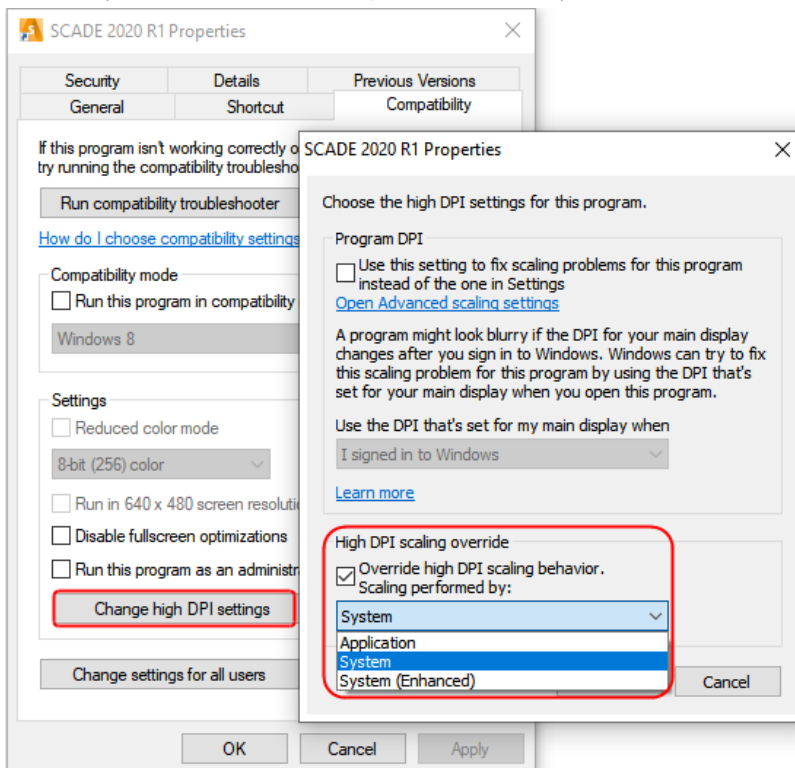 SCADE 2020 R1 Properties
Security Details Previous Versions
General Shortcut Compatibility
If this program isn't working correctly o
try running the compatibility troublesho
Run compatibility troubleshooter
How do I choose compatibility settings
Compatibility mode
Run this program in compatibility
Windows 8
Settings
Reduced color mode
8-bit (256) color
Run in 640 x 480 screen resoluti
Disable fullscreen optimizations
Run this program as an administr
Change high DPI settings
Change settings for all users
OK Cancel Apply
SCADE 2020 R1 Properties
Choose the high DPI settings for this program.
Program DPI
Use this setting to fix scaling problems for this program
instead of the one in Settings
Open Advanced scaling settings
A program might look blurry if the DPI for your main display
changes after you sign in to Windows. Windows can try to fix
this scaling problem for this program by using the DPI that's
set for your main display when you open this program.
Use the DPI that's set for my main display when
I signed in to Windows
Learn more
High DPI scaling override
Override high DPI scaling behavior.
Scaling performed by:
System
Application
System
System (Enhanced)
Cancel